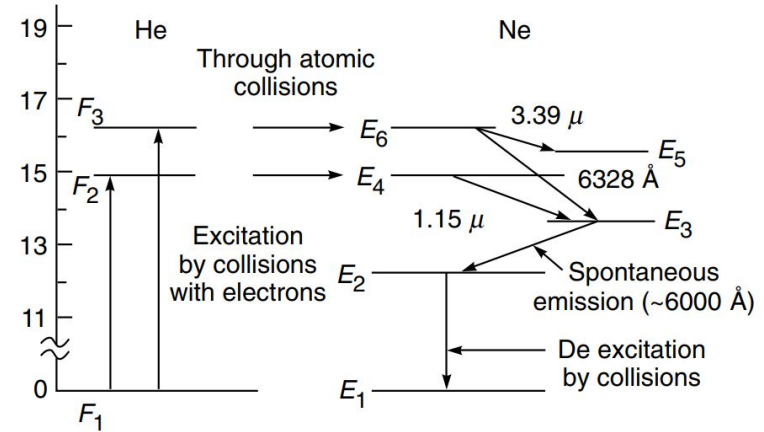 19
17
15
13
11
0
He
Ne
Through atomic
collisions
F3
F2
F1
Excitation
by collisions
with electrons
E6
E4
E2
E1
3.39 μ
E5
6328 Å
1.15 μ
E3
Spontaneous
emission (~6000 Å)
De excitation
by collisions